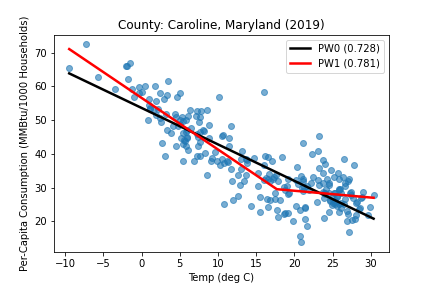 County: Caroline, Maryland (2019)
Per-Capita Consumption (MMBtu/1000 Households)
70
60
50
40
30
20
PW0 (0.728)
PW1 (0.781)
−10 −5 0 5 10 15 20 25 30
Temp (deg C)